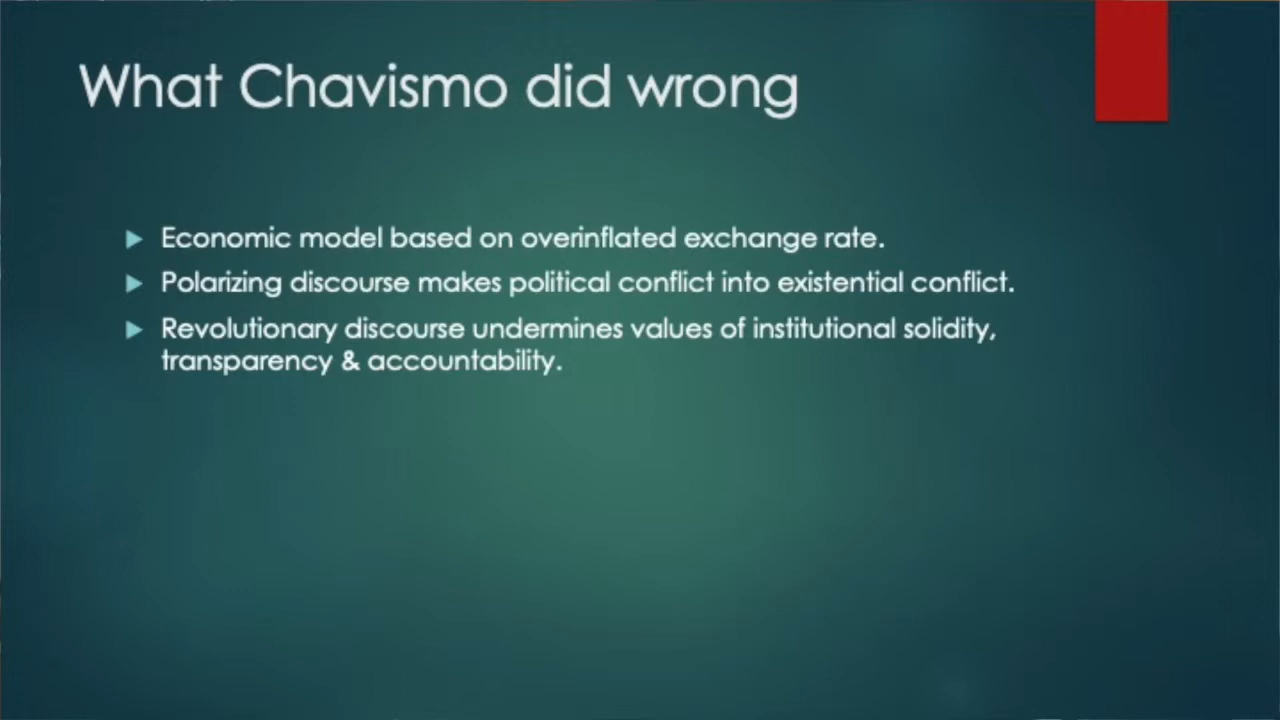 What Chavismo did wrong
Economic model based on overinflated exchange rate.
Polarizing discourse makes political conflict into existential conflict.
Revolutionary discourse undermines values of institutional solidity,
transparency & accountability.